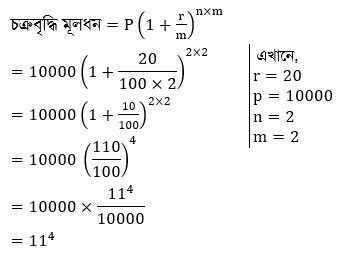 চক্রবৃদ্ধি মূলধন = P(1 + r/m)^(n×m)
= 10000(1 + 20/(100 × 2))^(2×2)
= 10000(1 + 10/100)^(2×2)
= 10000(110/100)^4
= 10000 × 11^4/10000
= 11^4
এখানে,
r = 20
p = 10000
n = 2
m = 2